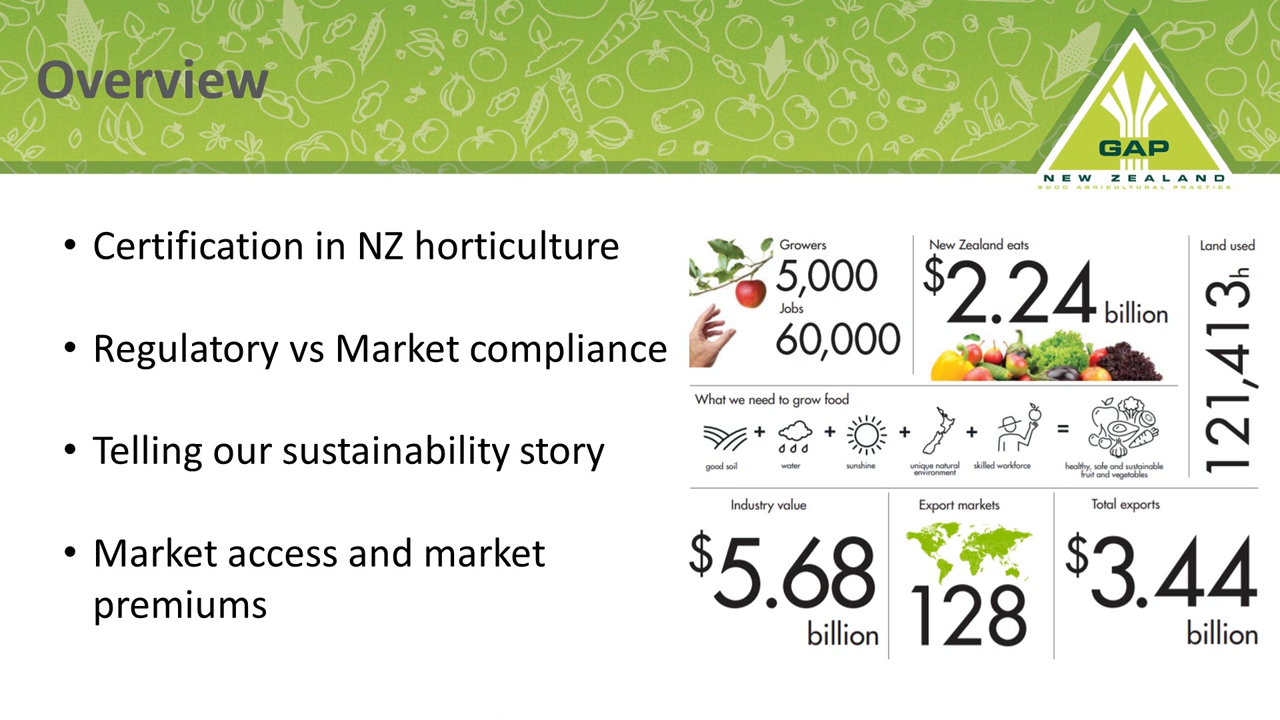 Overview
GAP
NEW ZEALAND
GOOD AGRICULTURAL PRACTICE
• Certification in NZ horticulture
• Regulatory vs Market compliance
• Telling our sustainability story
• Market access and market
premiums
Growers
5,000
Jobs
60,000
New Zealand eats
$2.24 billion
Land used
121,413h
What we need to grow food
+ + + + =
good soil
water
sunshine
unique natural
environment
skilled workforce
healthy, safe and sustainable
fruit and vegetables
Industry value
$5.68
billion
Export markets
128
Total exports
$3.44
billion